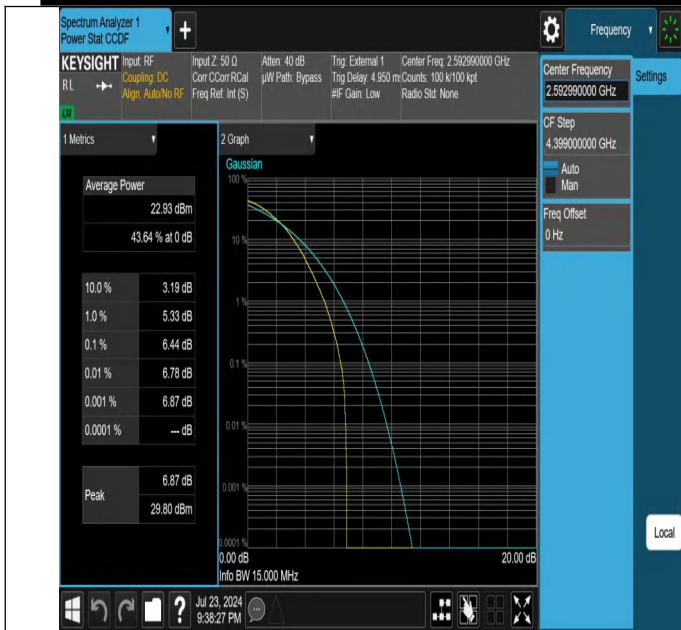 Spectrum Analyzer 1
Power Stat CCDF
Frequency
KEYSIGHT
RL
Input: RF
Coupling: DC
Align: Auto/No RF
Input Z: 50 Ω
Corr CCorr RCal
Freq Ref: Int (S)
Atten: 40 dB
µW Path: Bypass
Trig: External 1
Trig Delay: 4.950 ms
#IF Gain: Low
Center Freq: 2.592990000 GHz
Counts: 100 k/100 kpt
Radio Std: None
Center Frequency
2.592990000 GHz
Settings
CF Step
4.399000000 GHz
Auto
Man
Freq Offset
0 Hz
1 Metrics
Average Power
22.93 dBm
43.64 % at 0 dB
10.0 % 3.19 dB
1.0 % 5.33 dB
0.1 % 6.44 dB
0.01 % 6.78 dB
0.001 % 6.87 dB
0.0001 % --- dB
Peak
6.87 dB
29.80 dBm
2 Graph
Gaussian
100 %
10 %
1 %
0.1 %
0.01 %
0.001 %
0.0001 %
0.00 dB 20.00 dB
Info BW 15.000 MHz
Local
?
Jul 23, 2024
9:38:27 PM